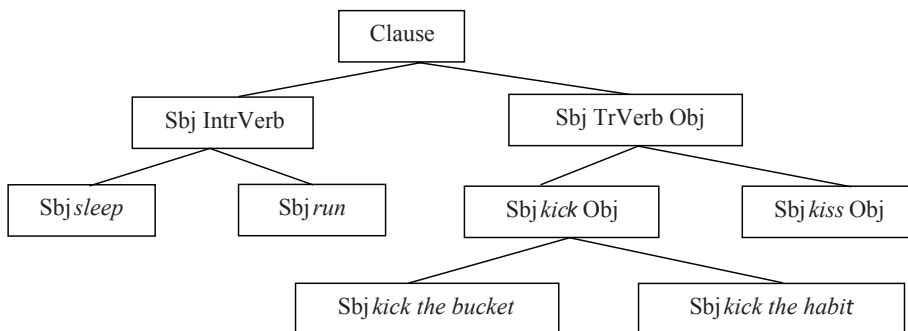 Clause
Sbj IntrVerb
Sbj TrVerb Obj
Sbj sleep
Sbj run
Sbj kick Obj
Sbj kiss Obj
Sbj kick the bucket
Sbj kick the habit